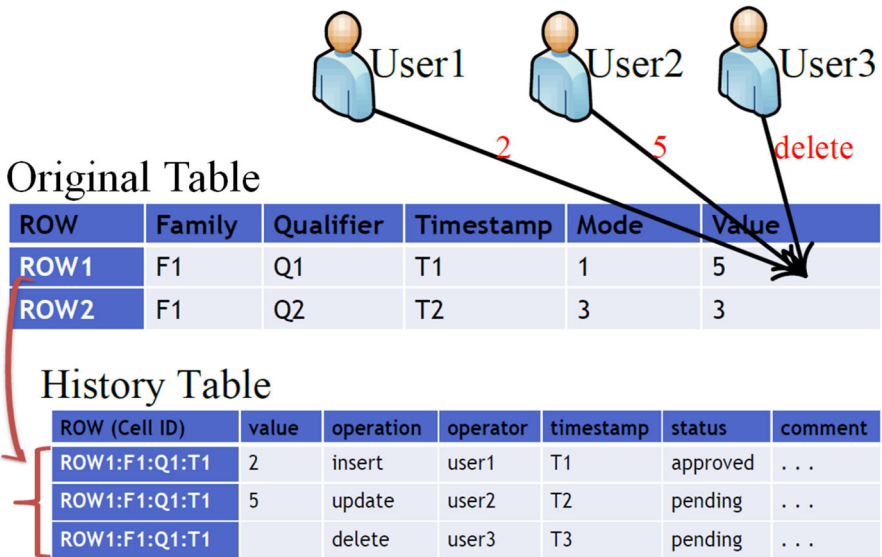 User1 User2 User3
2 5 delete
Original Table
ROW Family Qualifier Timestamp Mode Value
ROW1 F1 Q1 T1 1 5
ROW2 F1 Q2 T2 3 3
History Table
ROW (Cell ID) value operation operator timestamp status comment
ROW1:F1:Q1:T1 2 insert user1 T1 approved . . .
ROW1:F1:Q1:T1 5 update user2 T2 pending . . .
ROW1:F1:Q1:T1 delete user3 T3 pending . . .